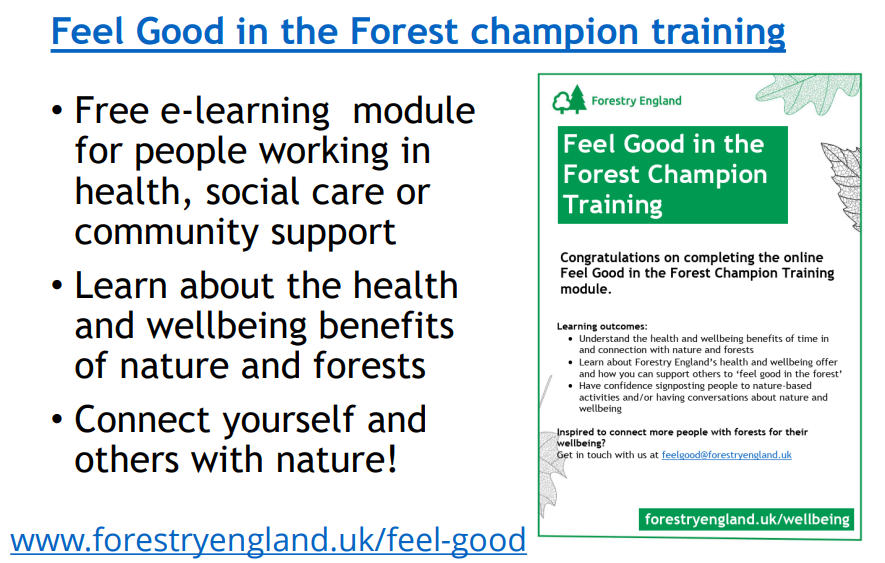 Feel Good in the Forest champion training
• Free e-learning  module
for people working in
health, social care or
community support
• Learn about the health
and wellbeing benefits
of nature and forests
• Connect yourself and
others with nature!
www.forestryengland.uk/feel-good
Forestry England
Feel Good in the
Forest Champion
Training
Congratulations on completing the online
Feel Good in the Forest Champion Training
module.
Learning outcomes:
• Understand the health and wellbeing benefits of time in
and connection with nature and forests
• Learn about Forestry England's health and wellbeing offer
and how you can support others to 'feel good in the forest'
• Have confidence signposting people to nature-based
activities and/or having conversations about nature and
wellbeing
Inspired to connect more people with forests for their
wellbeing?
Get in touch with us at feelgood@forestryengland.uk
forestryengland.uk/wellbeing